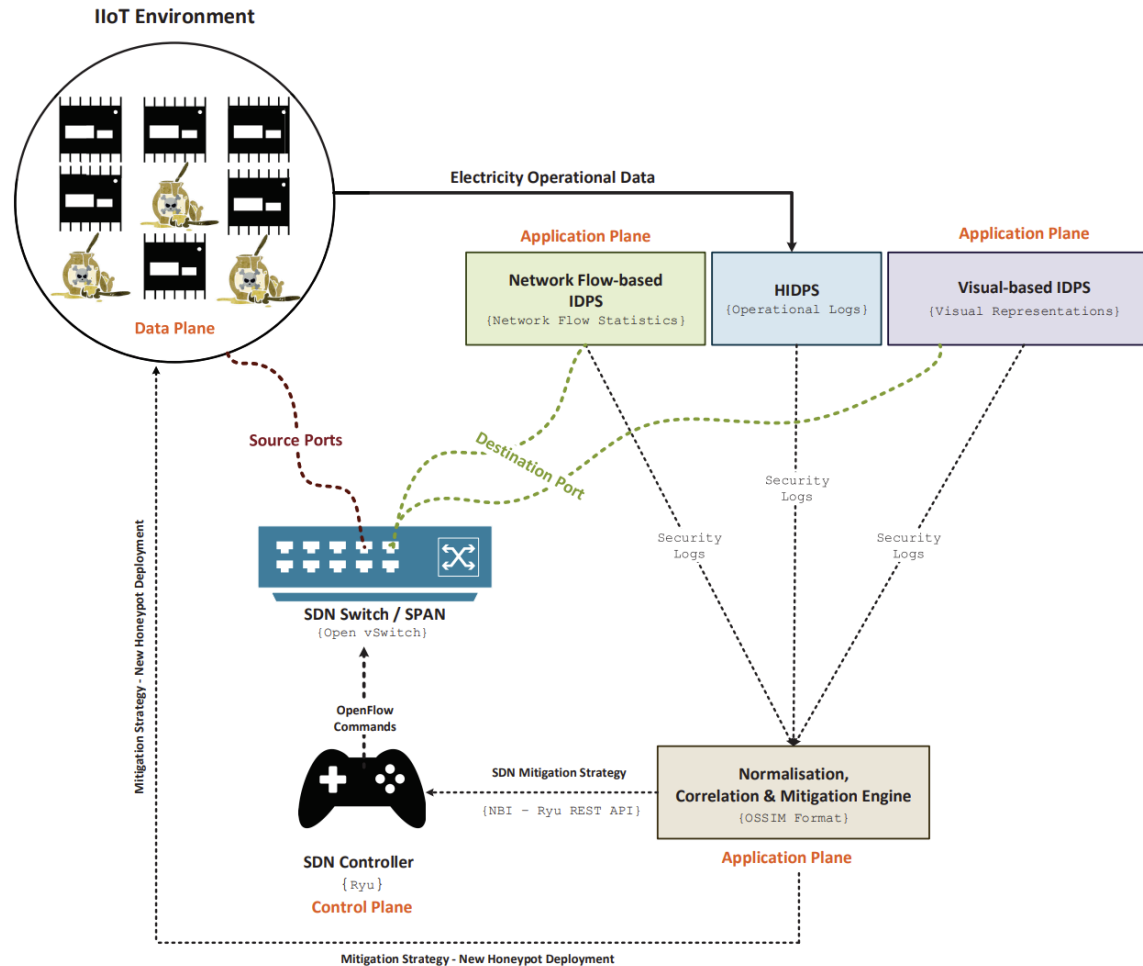 IIoT Environment
Data Plane
Electricity Operational Data
Application Plane
Application Plane
Network Flow-based
IDPS
{Network Flow Statistics}
HIDPS
{Operational Logs}
Visual-based IDPS
{Visual Representations}
Source Ports
Destination Port
Security
Logs
Security
Logs
Security
Logs
SDN Switch / SPAN
{Open vSwitch}
Mitigation Strategy - New Honeypot Deployment
OpenFlow
Commands
SDN Mitigation Strategy
{NBI – Ryu REST API}
Normalisation,
Correlation & Mitigation Engine
{OSSIM Format}
Application Plane
SDN Controller
{Ryu}
Control Plane
Mitigation Strategy - New Honeypot Deployment